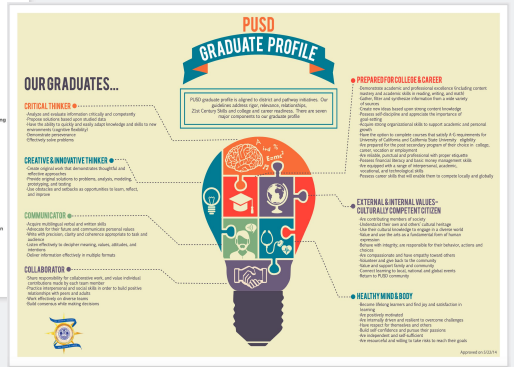 PUSD
GRADUATE PROFILE
PUSD graduate profile is aligned to district and pathway initiatives. Our
guidelines address rigor, relevance, relationships,
21st Century Skills and college and career readiness. There are seven
major components to our graduate profile
OUR GRADUATES...
CRITICAL THINKER
-Analyze and evaluate information critically and competently
-Propose solutions based upon studied data
-Have the ability to quickly and easily adapt knowledge and skills to new
environments (cognitive flexibility)
-Demonstrate perseverance
-Effectively solve problems
CREATIVE & INNOVATIVE THINKER
-Create original work that demonstrates thoughtful and
reflective approaches
-Provide original solutions to problems, analysis, modeling,
prototyping, and testing
-Use obstacles and setbacks as opportunities to learn, reflect,
and improve
COMMUNICATOR
-Acquire multilingual verbal and written skills
-Advocate for their future and communicate personal values
-Write with precision, clarity and coherence appropriate to task and
audience
-Listen effectively to decipher meaning, values, attitudes, and
intentions
-Deliver information effectively in multiple formats
COLLABORATOR
-Share responsibility for collaborative work, and value individual
contributions made by each team member
-Practice interpersonal and social skills in order to build positive
relationships with peers and adults
-Work effectively on diverse teams
-Build consensus while making decisions
PREPARED FOR COLLEGE & CAREER
-Demonstrate academic and professional excellence (including content
mastery and academic skills in reading, writing, and math)
-Gather, filter and synthesize information from a wide variety
of sources
-Create new ideas based upon strong content knowledge
-Possess self-discipline and appreciate the importance of
goal-setting
-Acquire strong organizational skills to support academic and personal
growth
-Have the option to complete courses that satisfy A-G requirements for
University of California and California State University eligibility
-Are prepared for the post-secondary program of their choice in college,
career, vocation or employment
-Are reliable, punctual and professional with proper etiquette
-Possess financial literacy and basic money management skills
-Are equipped with a range of interpersonal, academic,
vocational, and technological skills
-Possess career skills that will enable them to compete locally and globally
EXTERNAL & INTERNAL VALUES-
CULTURALLY COMPETENT CITIZEN
-Are contributing members of society
-Understand their own and others' cultural heritage
-Use their cultural knowledge to engage in a diverse world
-Value and use the arts as a fundamental form of human
expression
-Behave with integrity, are responsible for their behavior, actions and
choices
-Are compassionate and have empathy toward others
-Volunteer and give back to the community
-Value and support family and community
-Connect learning to local, national and global events
-Return to PUSD community
HEALTHY MIND & BODY
-Become lifelong learners and find joy and satisfaction in
learning
-Are positively motivated
-Are internally driven and resilient to overcome challenges
-Have respect for themselves and others
-Build self-confidence and pursue their passions
-Are independent and self-sufficient
-Are resourceful and willing to take risks to reach their goals